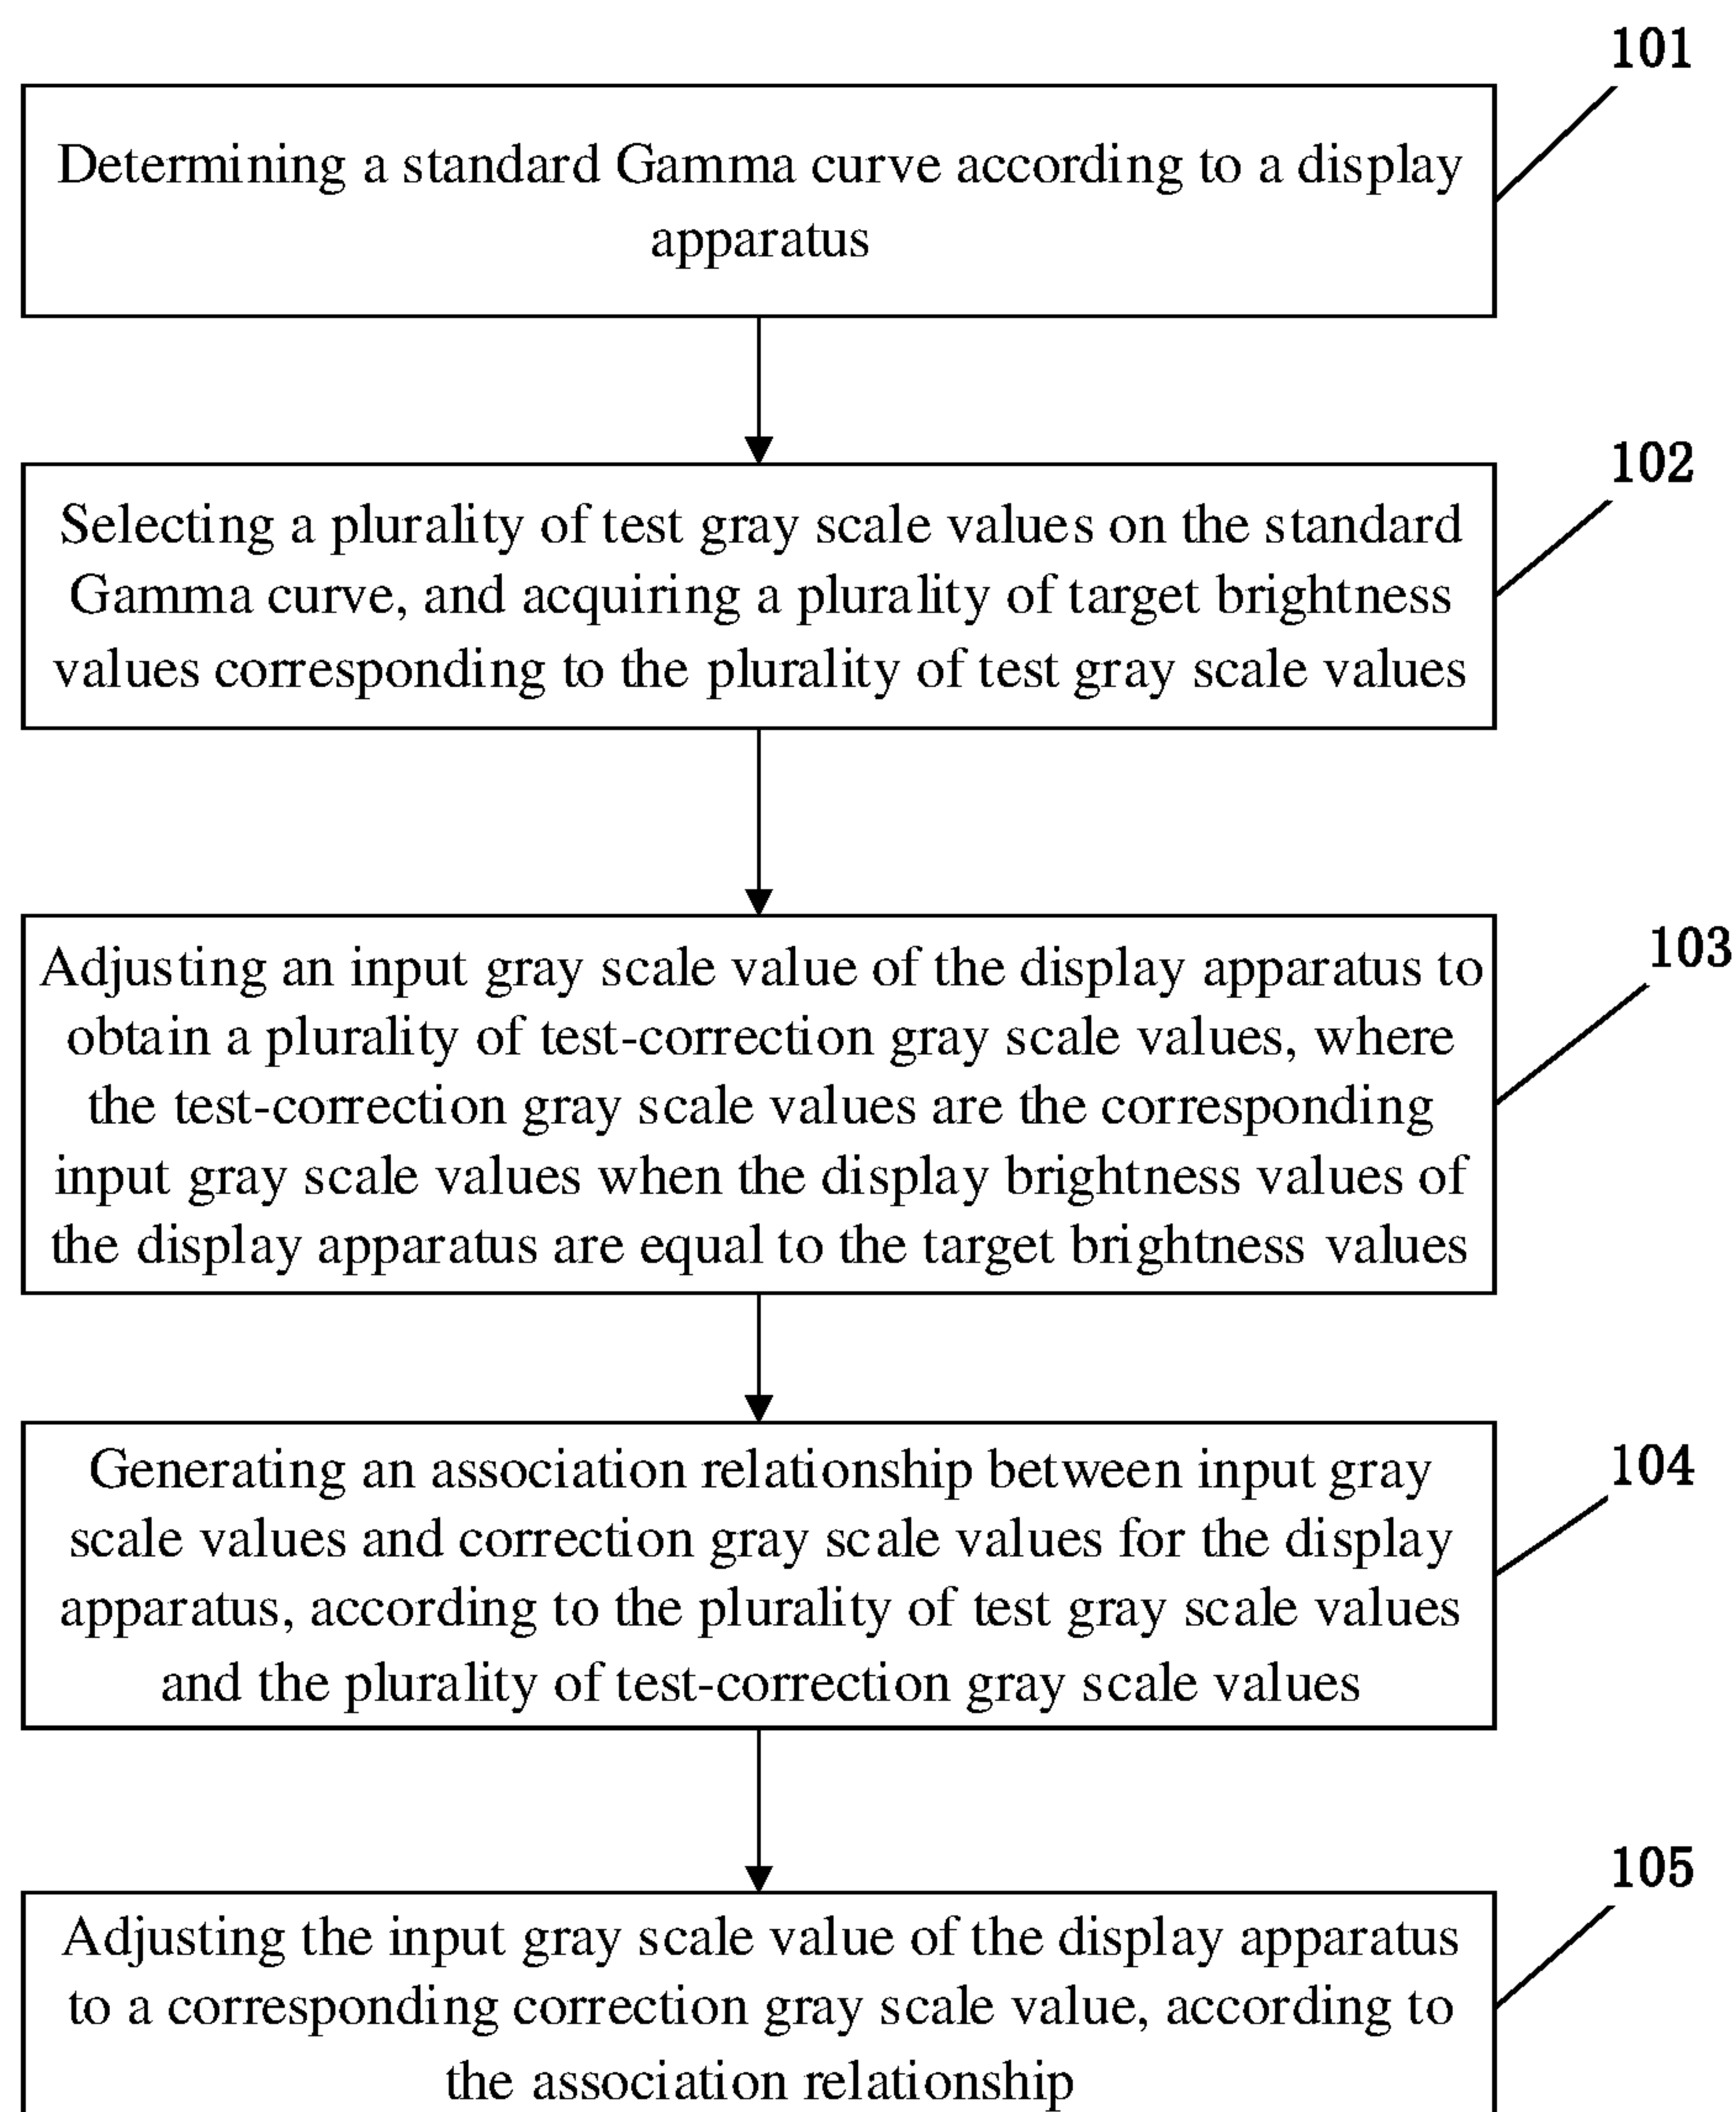 101
Determining a standard Gamma curve according to a display
apparatus
102
Selecting a plurality of test gray scale values on the standard
Gamma curve, and acquiring a plurality of target brightness
values corresponding to the plurality of test gray scale values
103
Adjusting an input gray scale value of the display apparatus to
obtain a plurality of test-correction gray scale values, where
the test-correction gray scale values are the corresponding
input gray scale values when the display brightness values of
the display apparatus are equal to the target brightness values
104
Generating an association relationship between input gray
scale values and correction gray scale values for the display
apparatus, according to the plurality of test gray scale values
and the plurality of test-correction gray scale values
105
Adjusting the input gray scale value of the display apparatus
to a corresponding correction gray scale value, according to
the association relationship